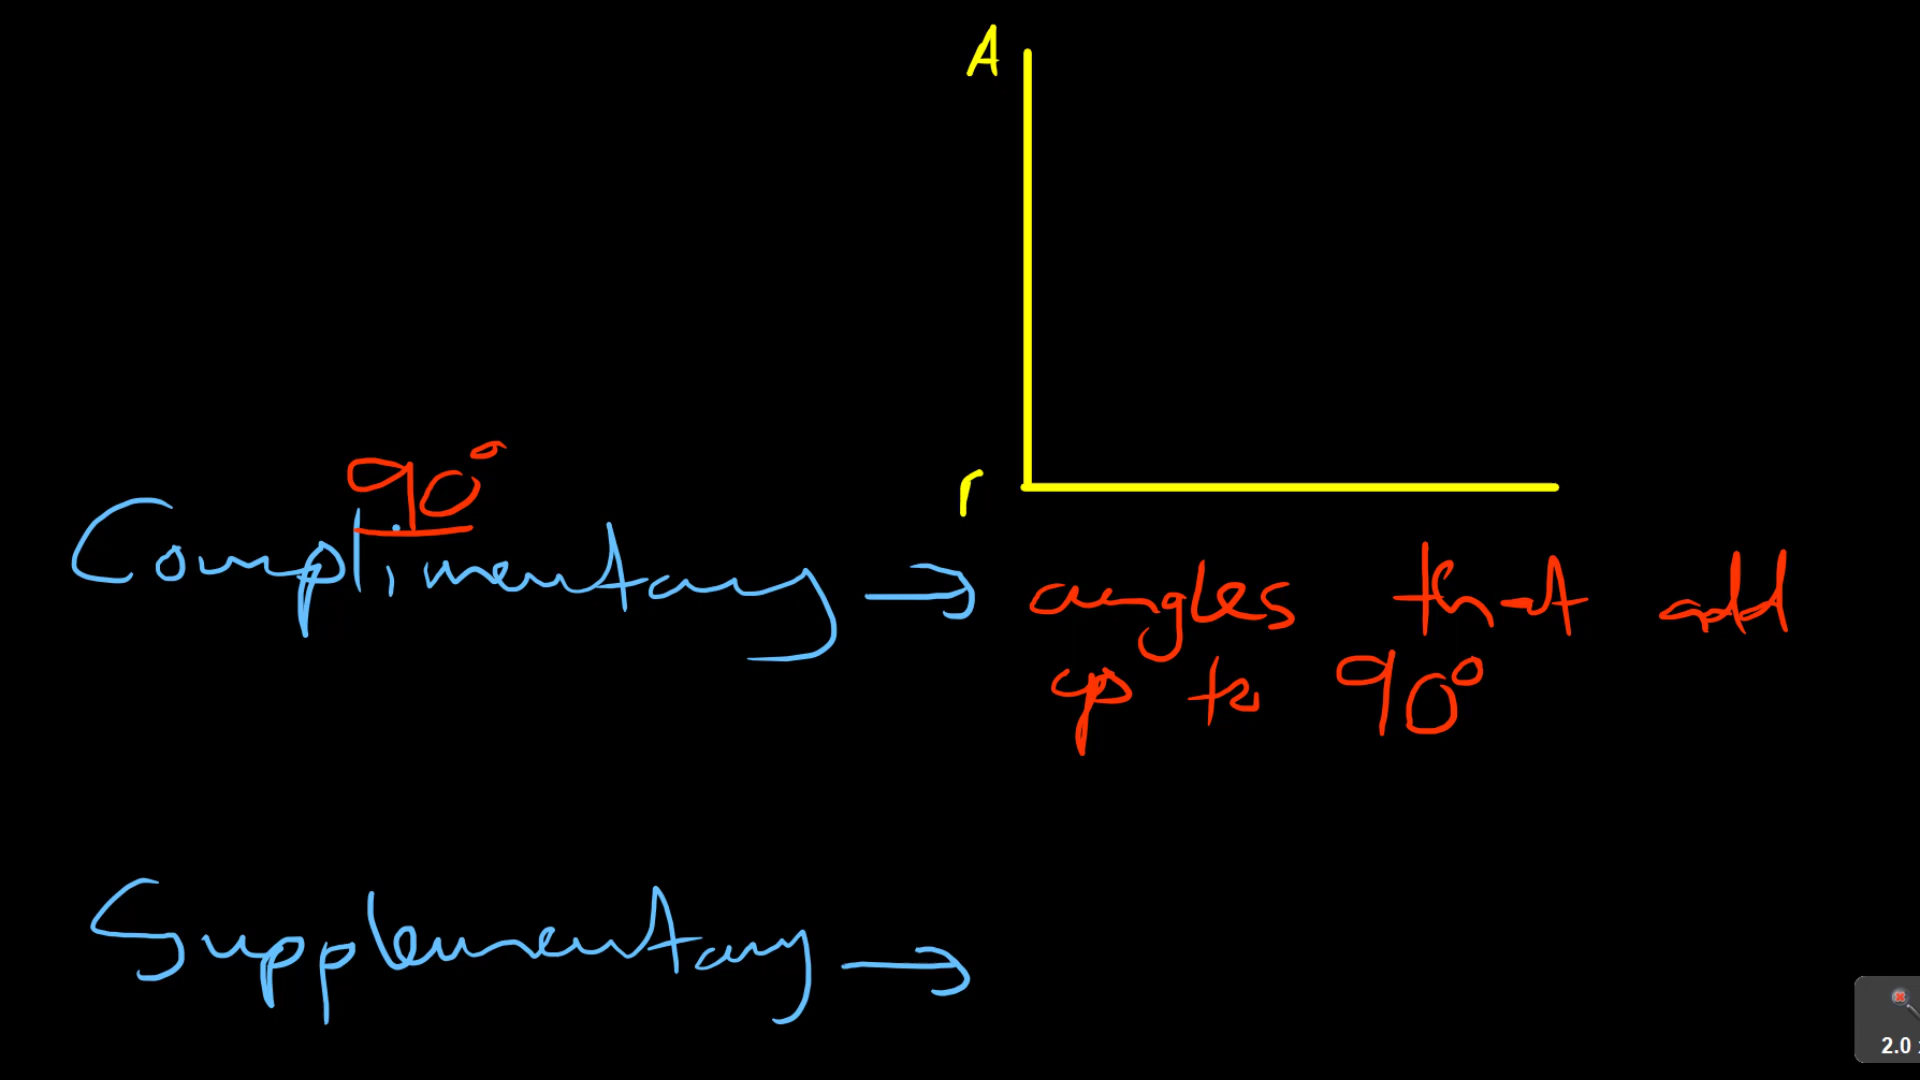 A
90°
Complimentary → angles that add
up to 90°
Supplementary →
2.0